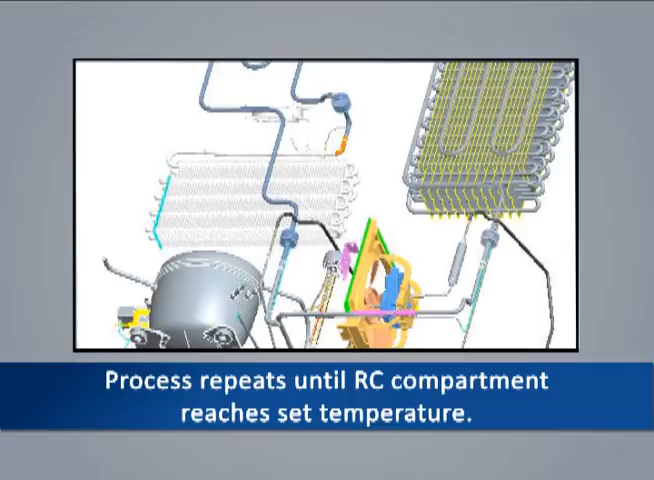 Process repeats until RC compartment
reaches set temperature.